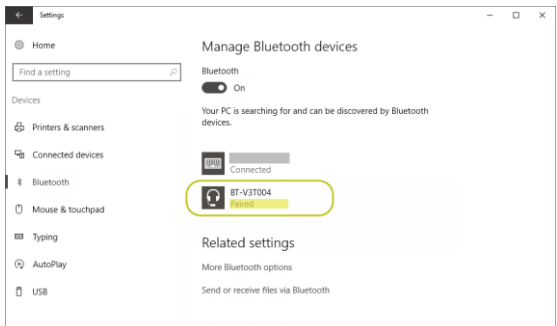 Settings
Home
Find a setting
Devices
Printers & scanners
Connected devices
Bluetooth
Mouse & touchpad
Typing
AutoPlay
USB
Manage Bluetooth devices
Bluetooth
On
Your PC is searching for and can be discovered by Bluetooth
devices.
Connected
BT-V3T004
Paired
Related settings
More Bluetooth options
Send or receive files via Bluetooth